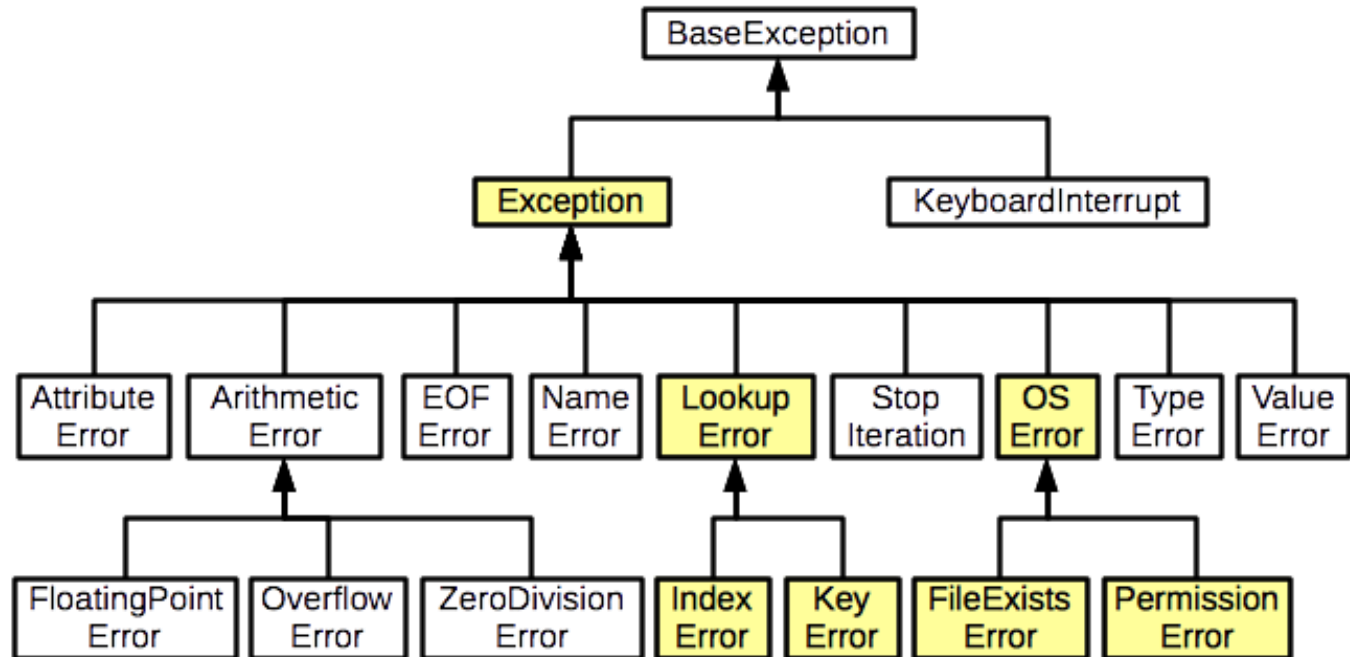 BaseException
Exception
KeyboardInterrupt
Attribute
Error
Arithmetic
Error
EOF
Error
Name
Error
Lookup
Error
Stop
Iteration
OS
Error
Type
Error
Value
Error
FloatingPoint
Error
Overflow
Error
ZeroDivision
Error
Index
Error
Key
Error
FileExists
Error
Permission
Error